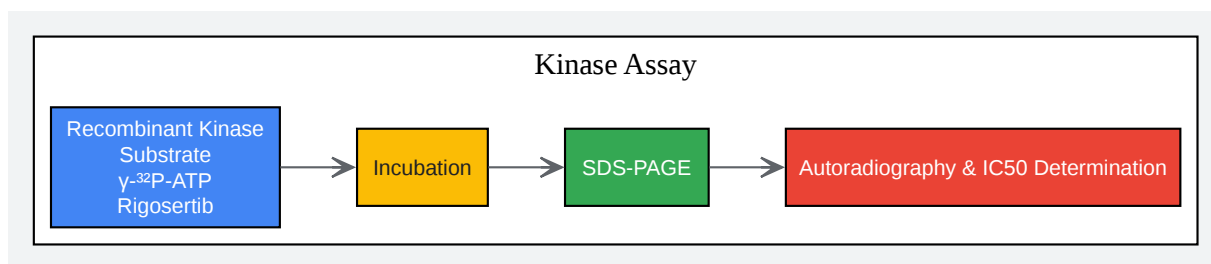 Kinase Assay
Recombinant Kinase
Substrate
γ-³²P-ATP
Rigosertib
Incubation
SDS-PAGE
Autoradiography & IC50 Determination